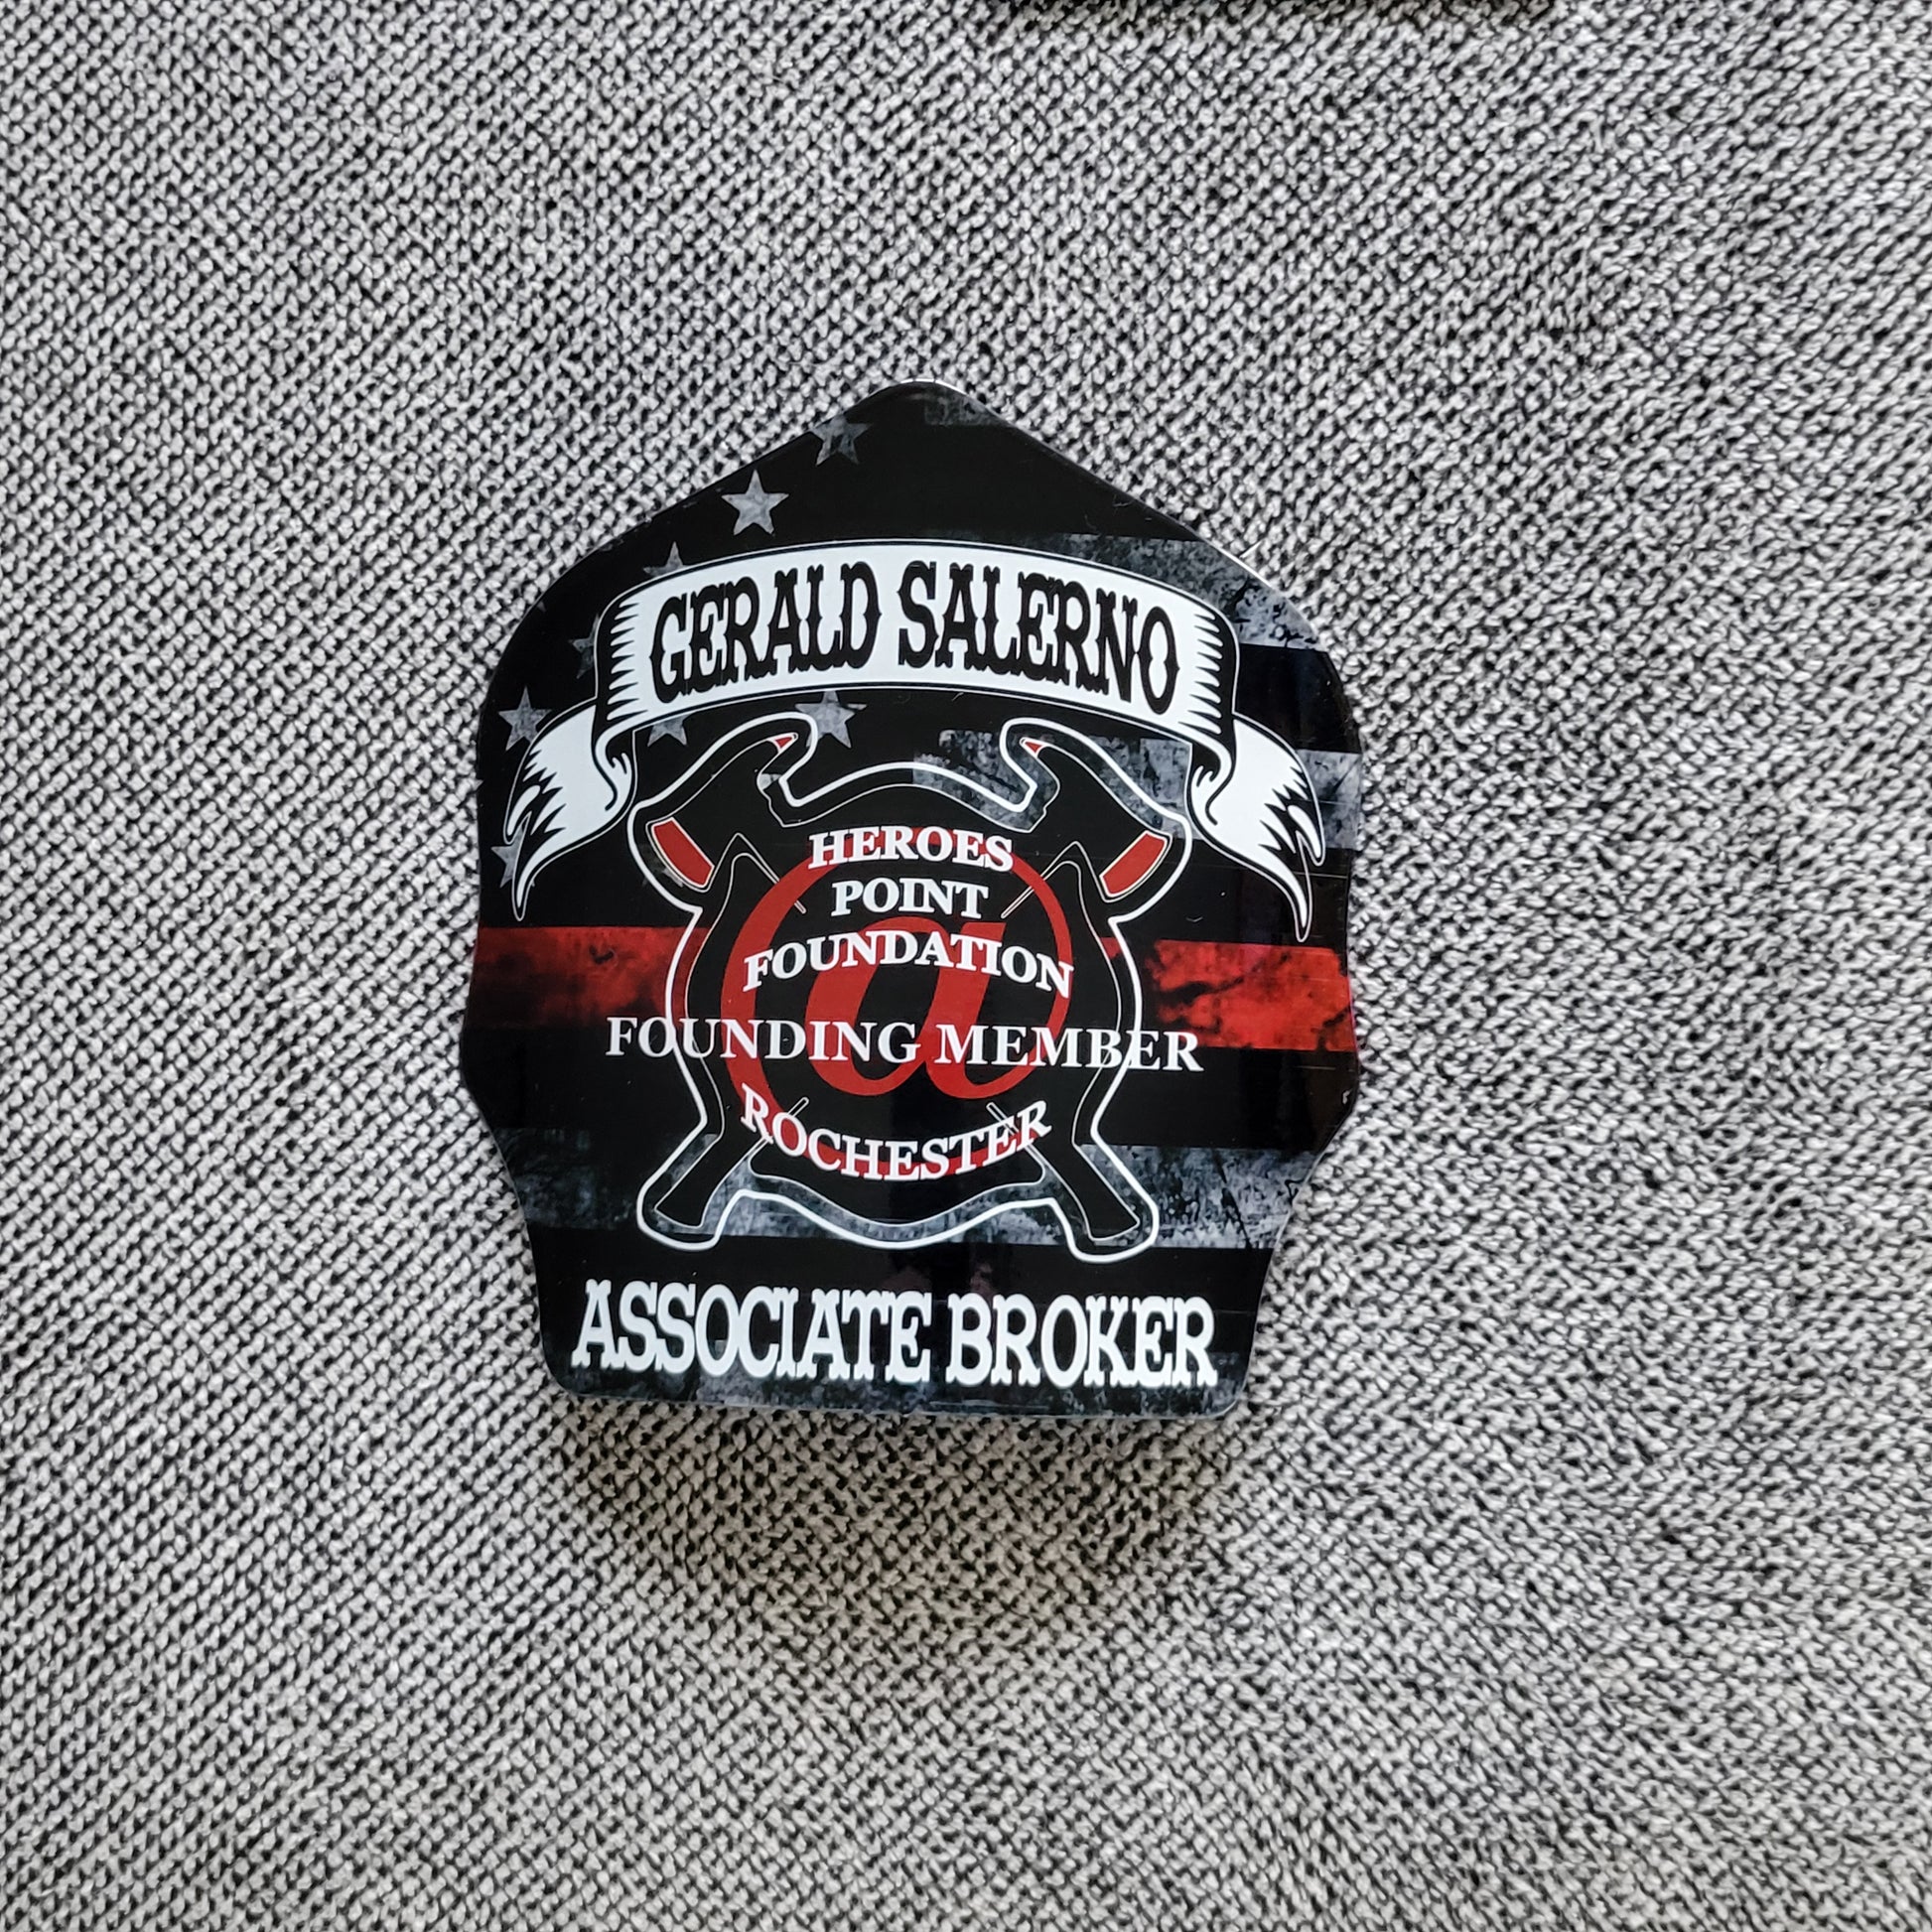 GERALD SALERNO
HEROES
POINT
FOUNDATION
@
FOUNDING MEMBER
ROCHESTER
ASSOCIATE BROKER